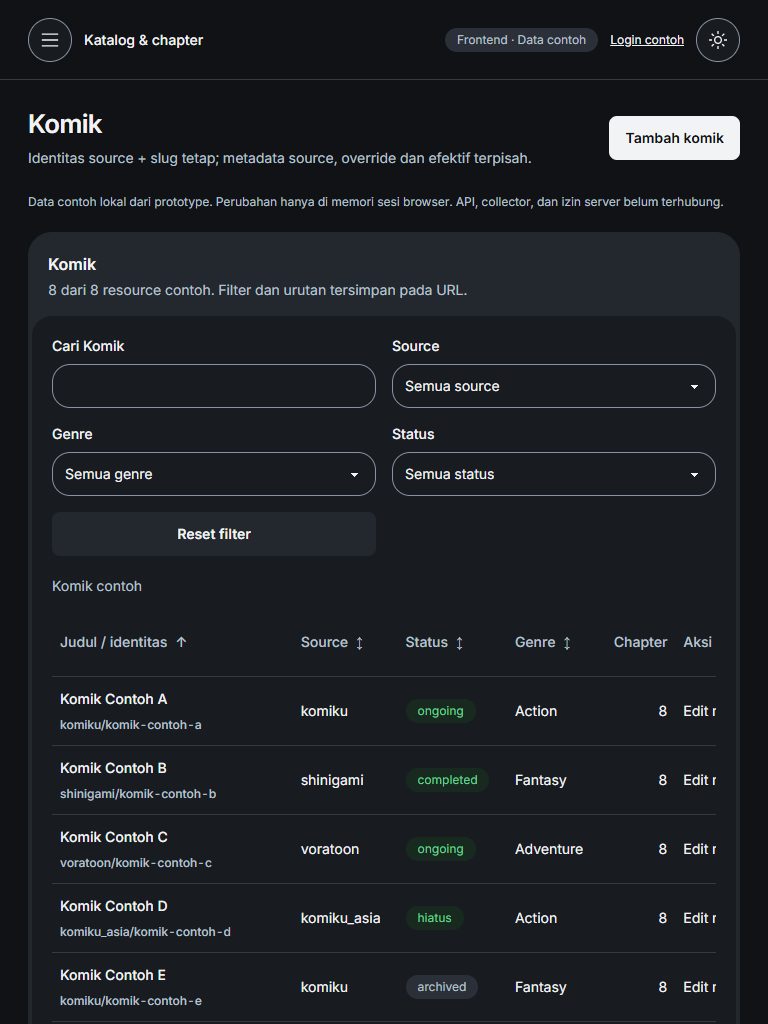 Katalog & chapter
Frontend · Data contoh
Login contoh
Komik
Tambah komik
Identitas source + slug tetap; metadata source, override dan efektif terpisah.
Data contoh lokal dari prototype. Perubahan hanya di memori sesi browser. API, collector, dan izin server belum terhubung.
Komik
8 dari 8 resource contoh. Filter dan urutan tersimpan pada URL.
Cari Komik
Source
Semua source
Genre
Status
Semua genre
Semua status
Reset filter
Komik contoh
Judul / identitas ↑ Source ↕ Status ↕ Genre ↕ Chapter Aksi
Komik Contoh A
komiku/komik-contoh-a
komiku ongoing Action 8 Edit
Komik Contoh B
shinigami/komik-contoh-b
shinigami completed Fantasy 8 Edit
Komik Contoh C
voratoon/komik-contoh-c
voratoon ongoing Adventure 8 Edit
Komik Contoh D
komiku_asia/komik-contoh-d
komiku_asia hiatus Action 8 Edit
Komik Contoh E
komiku/komik-contoh-e
komiku archived Fantasy 8 Edit